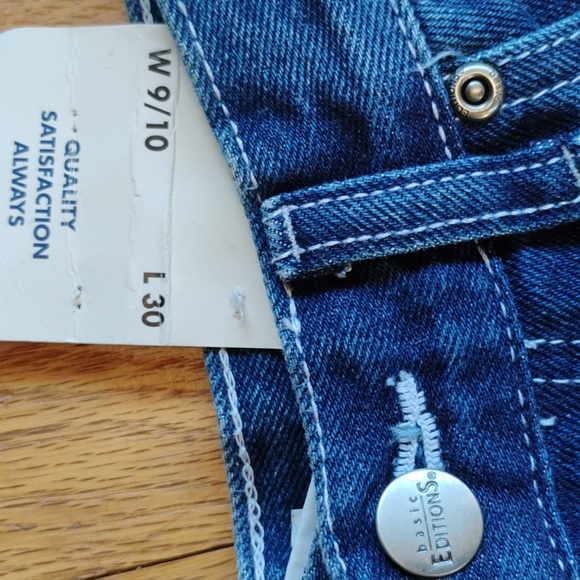 W 9/10 L 30
QUALITY
SATISFACTION
ALWAYS
basic
EDITIONS®